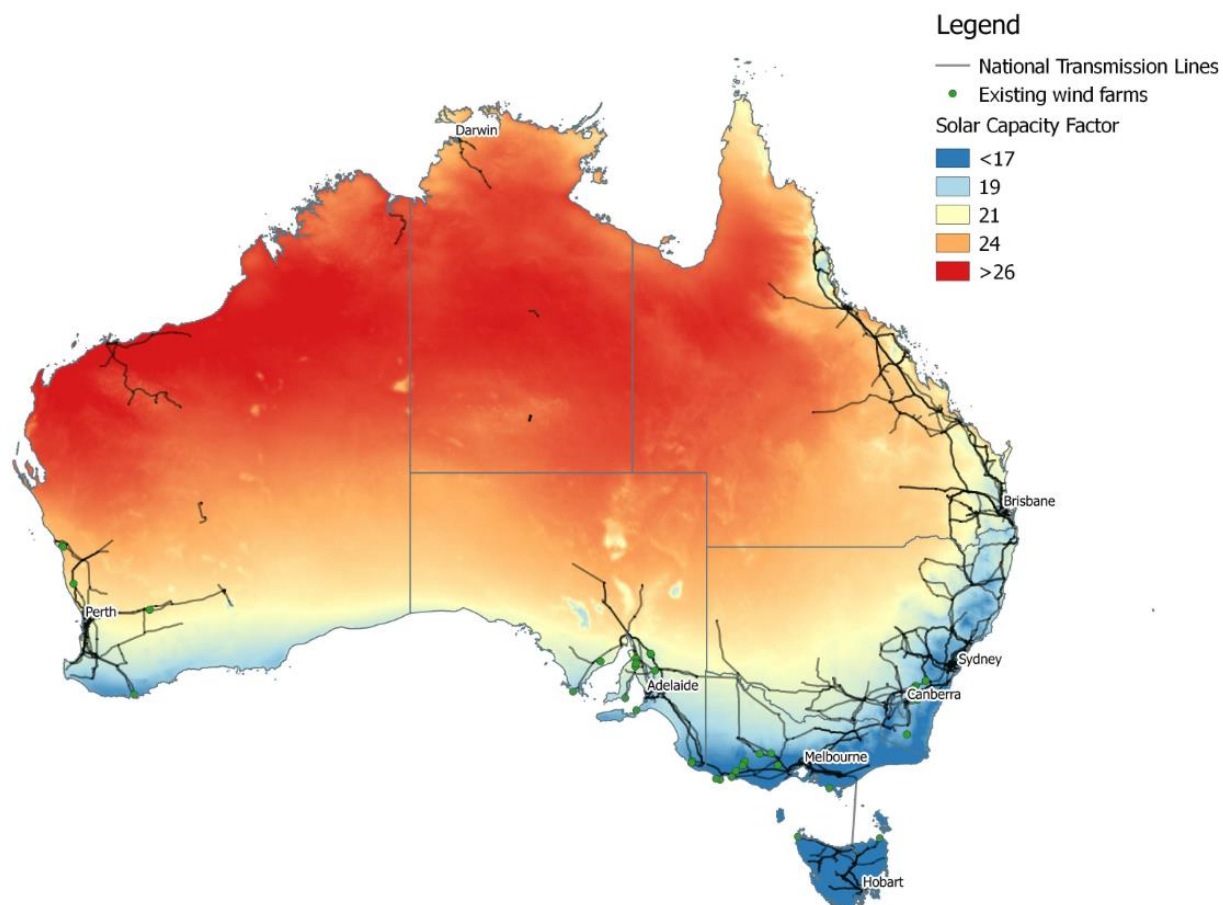 Legend
National Transmission Lines
Existing wind farms
Solar Capacity Factor
<17
19
21
24
>26
Darwin
Brisbane
Perth
Sydney
Adelaide
Canberra
Melbourne
Hobart